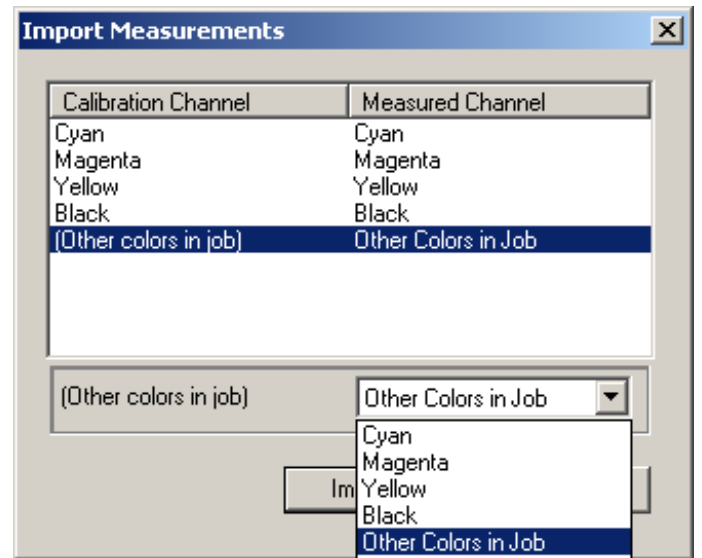 Import Measurements
Calibration Channel Measured Channel
Cyan Cyan
Magenta Magenta
Yellow Yellow
Black Black
(Other colors in job) Other Colors in Job
(Other colors in job) Other Colors in Job
Cyan
Magenta
Im Yellow
Black
Other Colors in Job